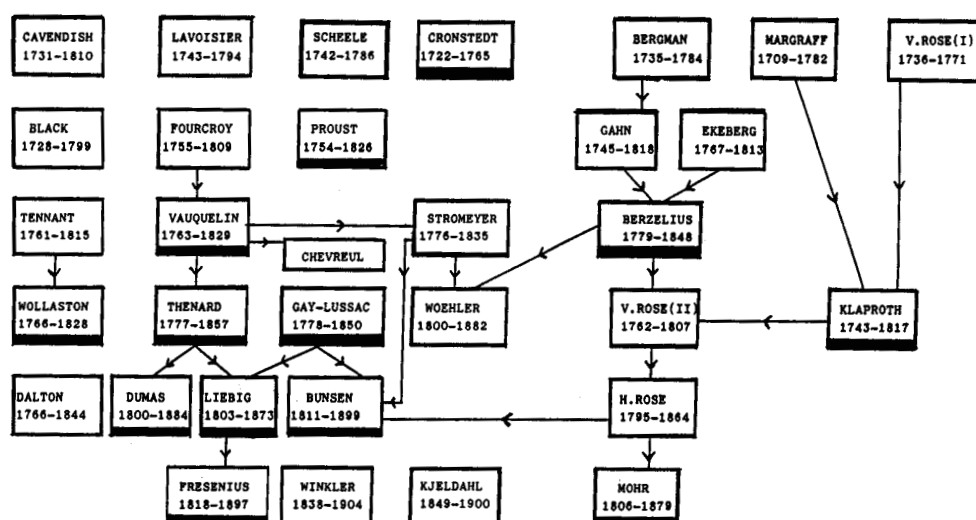 CAVENDISH
1731-1810
LAVOISIER
1743-1794
SCHEELE
1742-1786
CRONSTEDT
1722-1765
BERGMAN
1735-1784
MARGRAFF
1709-1782
V.ROSE(I)
1736-1771
BLACK
1728-1799
FOURCROY
1755-1809
PROUST
1754-1826
GAHN
1745-1818
EKEBERG
1767-1813
TENNANT
1761-1815
VAUQUELIN
1763-1829
CHEVREUL
STROMEYER
1776-1835
BERZELIUS
1779-1848
WOLLASTON
1766-1828
THENARD
1777-1857
GAY-LUSSAC
1778-1850
WOEHLER
1800-1882
V.ROSE(II)
1762-1807
KLAPROTH
1743-1817
DALTON
1766-1844
DUMAS
1800-1884
LIEBIG
1803-1873
BUNSEN
1811-1899
H.ROSE
1795-1864
FRESENIUS
1818-1897
WINKLER
1838-1904
KJELDAHL
1849-1900
MOHR
1806-1879